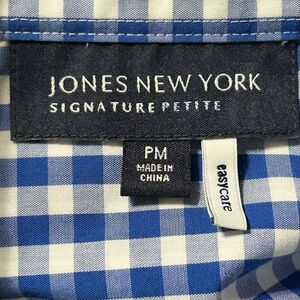 JONES NEW YORK
SIGNATURE PETITE
PM
MADE IN
CHINA
easycare